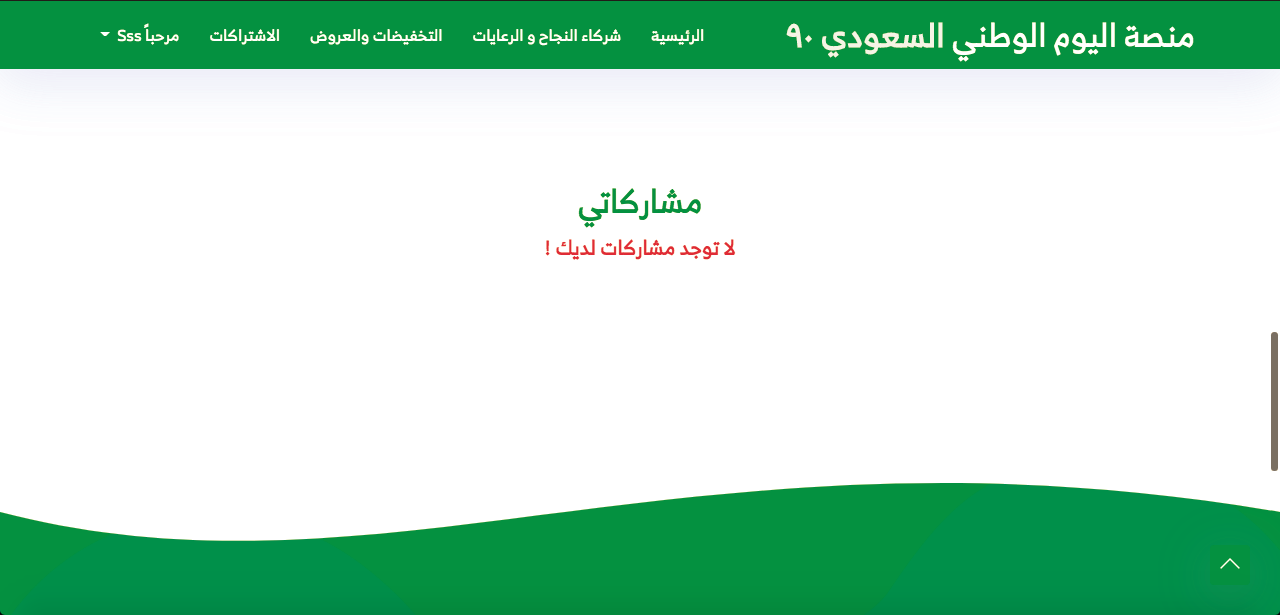 منصة اليوم الوطني السعودي ٩٠
الرئيسية
شركاء النجاح و الرعايات
التخفيضات والعروض
الاشتراكات
مرحباً Sss
مشاركاتي
لا توجد مشاركات لديك !